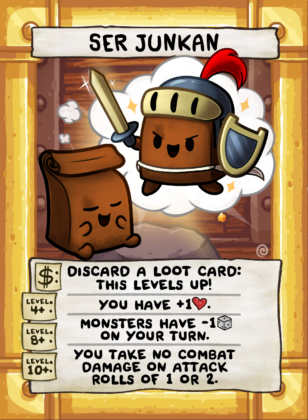 SER JUNKAN
$: DISCARD A LOOT CARD:
THIS LEVELS UP!
LEVEL 4+. YOU HAVE +1♥.
LEVEL 8+. MONSTERS HAVE -1🎲
ON YOUR TURN.
LEVEL 10+. YOU TAKE NO COMBAT
DAMAGE ON ATTACK
ROLLS OF 1 OR 2.